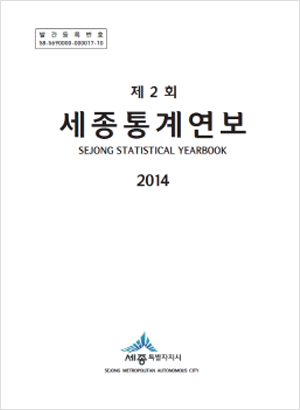 발 간 등 록 번 호
58-5690000-000017-10
제 2 회
세종통계연보
SEJONG STATISTICAL YEARBOOK
2014
세종특별자치시
SEJONG METROPOLITAN AUTONOMOUS CITY